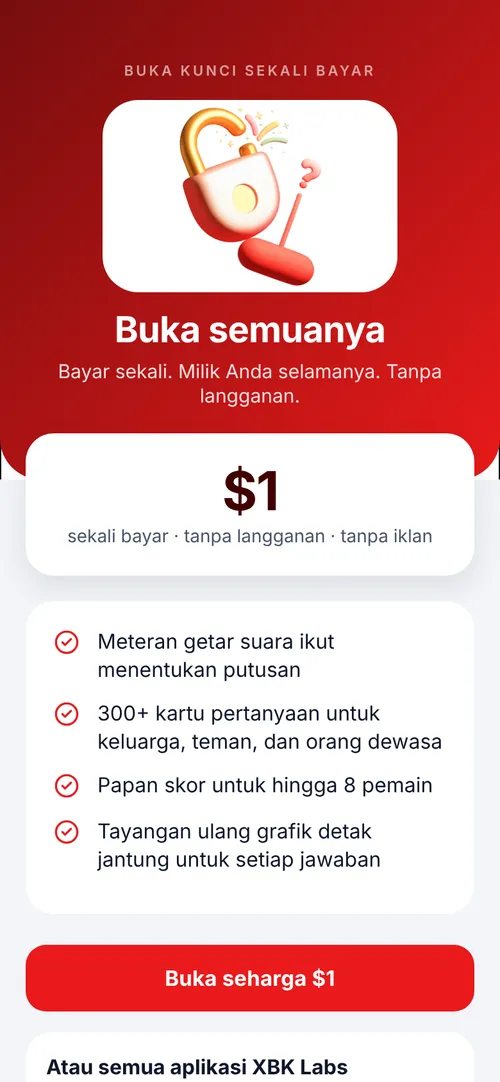 BUKA KUNCI SEKALI BAYAR
Buka semuanya
Bayar sekali. Milik Anda selamanya. Tanpa
langganan.
$1
sekali bayar · tanpa langganan · tanpa iklan
Meteran getar suara ikut
menentukan putusan
300+ kartu pertanyaan untuk
keluarga, teman, dan orang dewasa
Papan skor untuk hingga 8 pemain
Tayangan ulang grafik detak
jantung untuk setiap jawaban
Buka seharga $1
Atau semua aplikasi XBK Labs